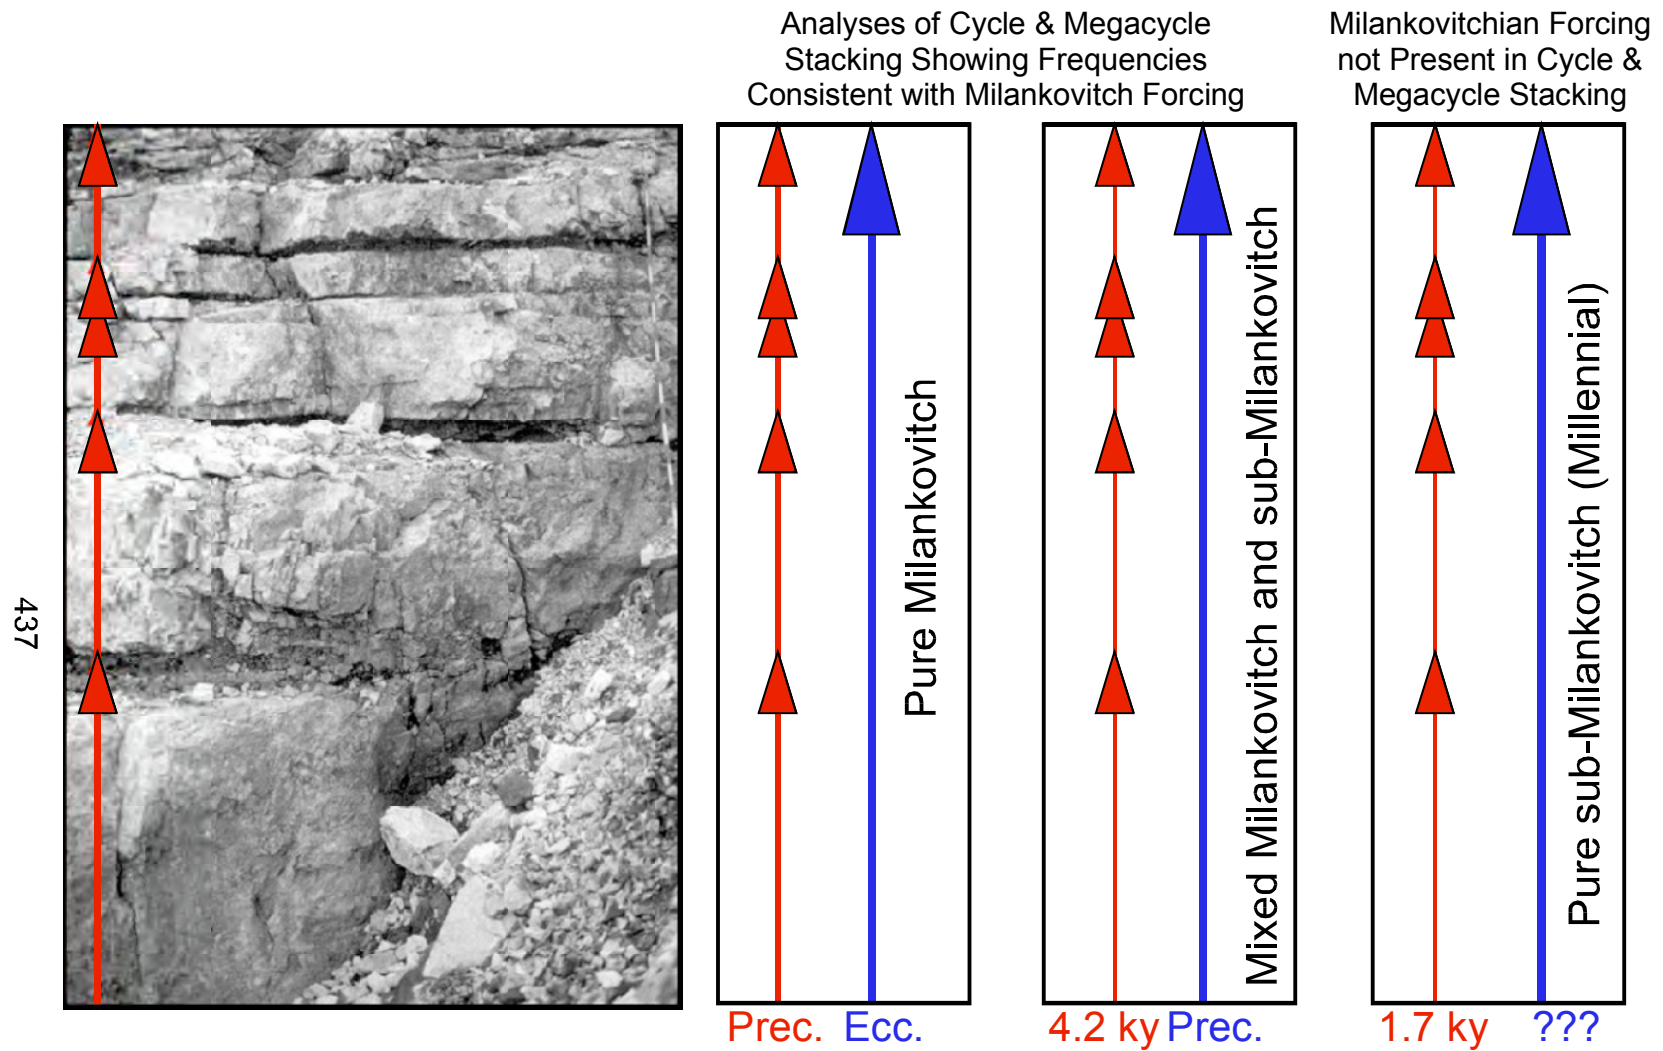 Analyses of Cycle & Megacycle
Stacking Showing Frequencies
Consistent with Milankovitch Forcing
Milankovitchian Forcing
not Present in Cycle &
Megacycle Stacking
437
Pure Milankovitch
Mixed Milankovitch and sub-Milankovitch
Pure sub-Milankovitch (Millennial)
Prec. Ecc.
4.2 ky Prec.
1.7 ky ???